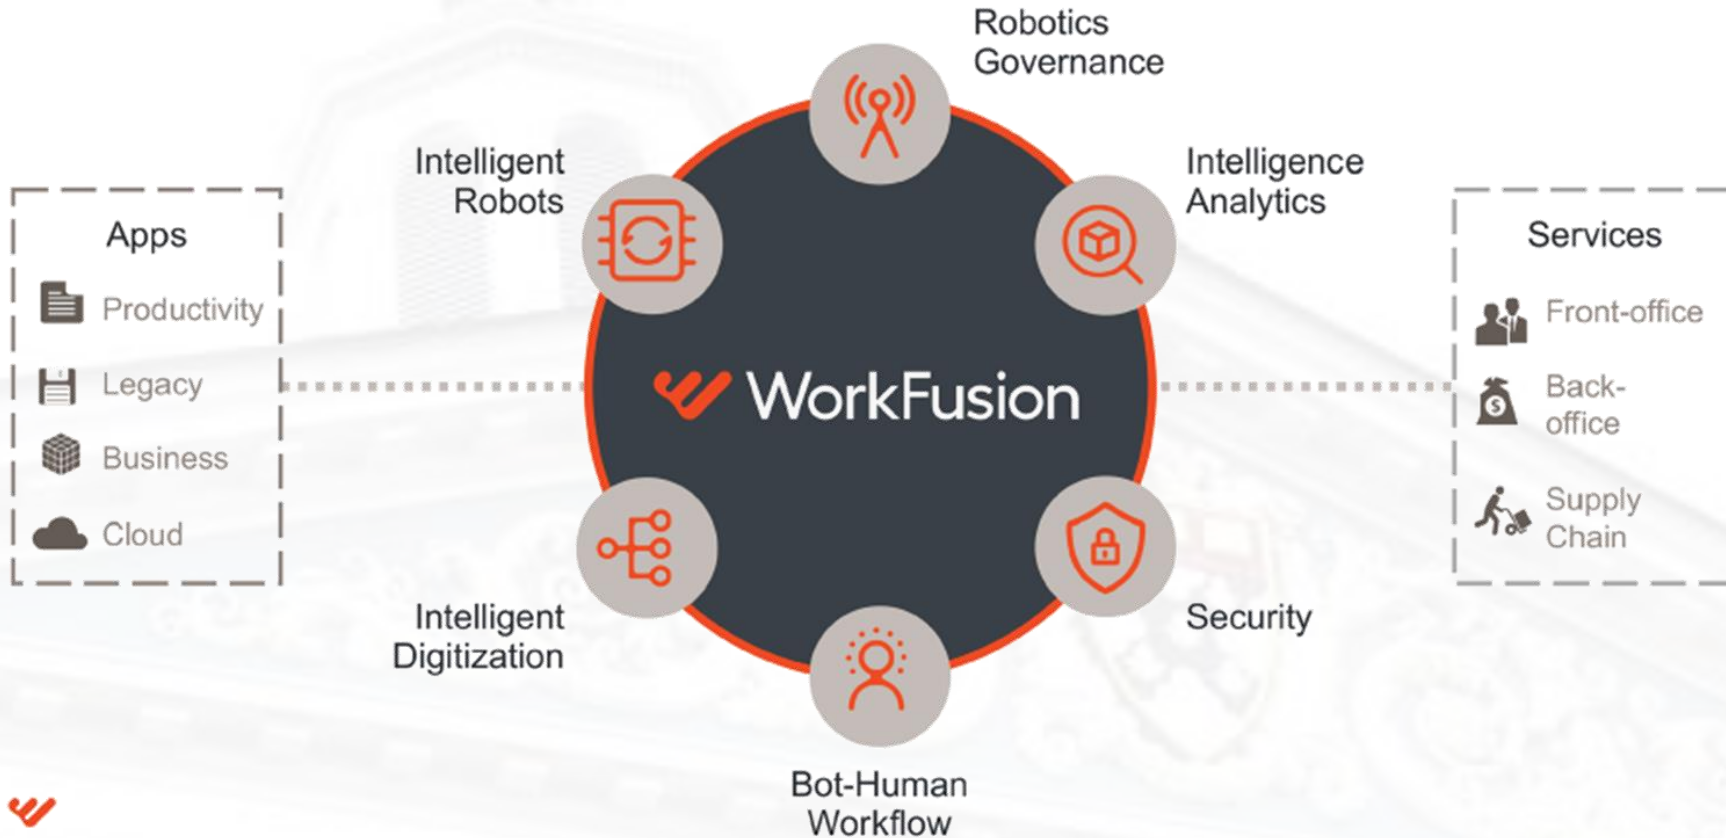 Robotics
Governance
Intelligent
Robots
Intelligence
Analytics
Apps
Productivity
Legacy
Business
Cloud
WorkFusion
Services
Front-office
Back-
office
Supply
Chain
Intelligent
Digitization
Security
Bot-Human
Workflow